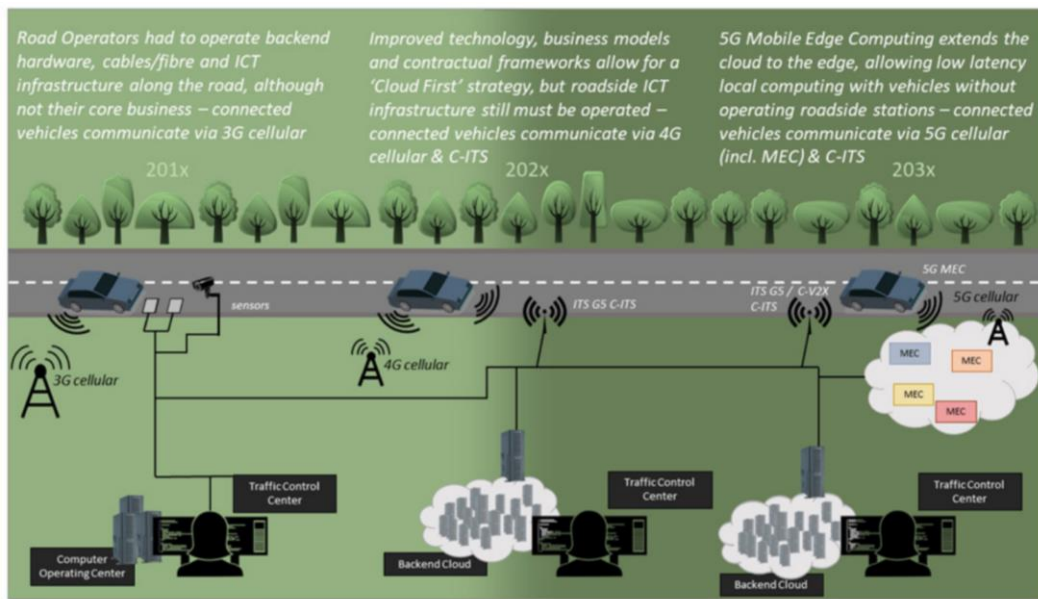 Road Operators had to operate backend
hardware, cables/fibre and ICT
infrastructure along the road, although
not their core business – connected
vehicles communicate via 3G cellular
201x
Improved technology, business models
and contractual frameworks allow for a
‘Cloud First’ strategy, but roadside ICT
infrastructure still must be operated –
connected vehicles communicate via 4G
cellular & C-ITS
202x
5G Mobile Edge Computing extends the
cloud to the edge, allowing low latency
local computing with vehicles without
operating roadside stations – connected
vehicles communicate via 5G cellular
(incl. MEC) & C-ITS
203x
sensors
3G cellular
4G cellular
ITS G5 C-ITS
ITS G5 / C-V2X
C-ITS
5G MEC
5G cellular
MEC
MEC
MEC
MEC
Traffic Control
Center
Computer
Operating Center
Traffic Control
Center
Backend Cloud
Traffic Control
Center
Backend Cloud